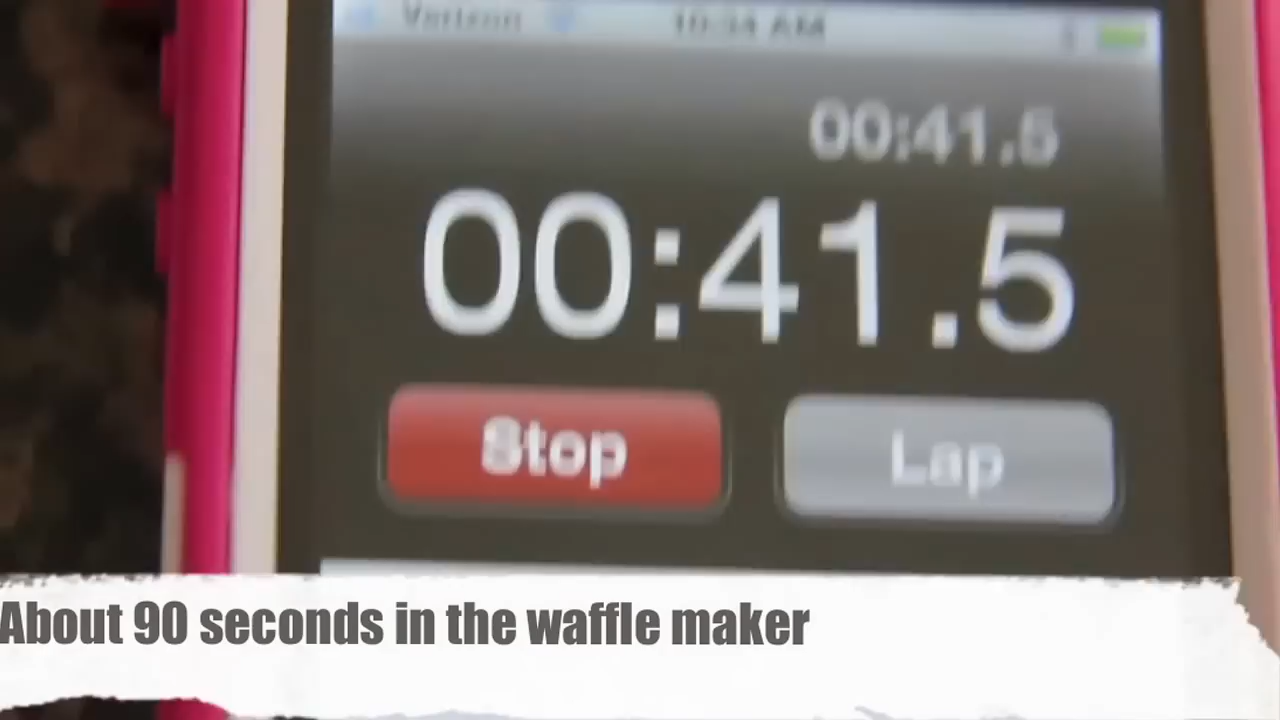 Verizon
10:34 AM
00:41.5
00:41.5
Stop
Lap
About 90 seconds in the waffle maker